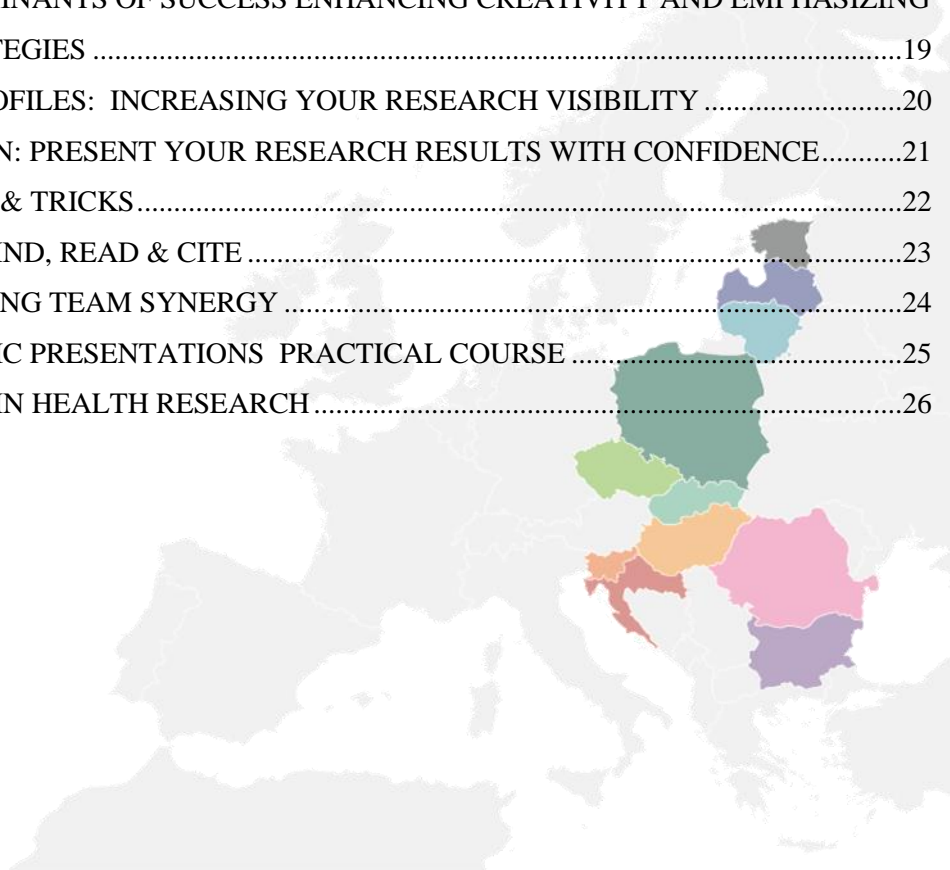 INANTS OF SUCCESS ENHANCING CREATIVITY AND EMPHASIZING
TEGIES ................................................................................................................19
OFILES:  INCREASING YOUR RESEARCH VISIBILITY ...........................20
N: PRESENT YOUR RESEARCH RESULTS WITH CONFIDENCE...........21
& TRICKS..........................................................................................................22
IND, READ & CITE ...........................................................................................23
NG TEAM SYNERGY ......................................................................................24
IC PRESENTATIONS  PRACTICAL COURSE ..............................................25
IN HEALTH RESEARCH..................................................................................26